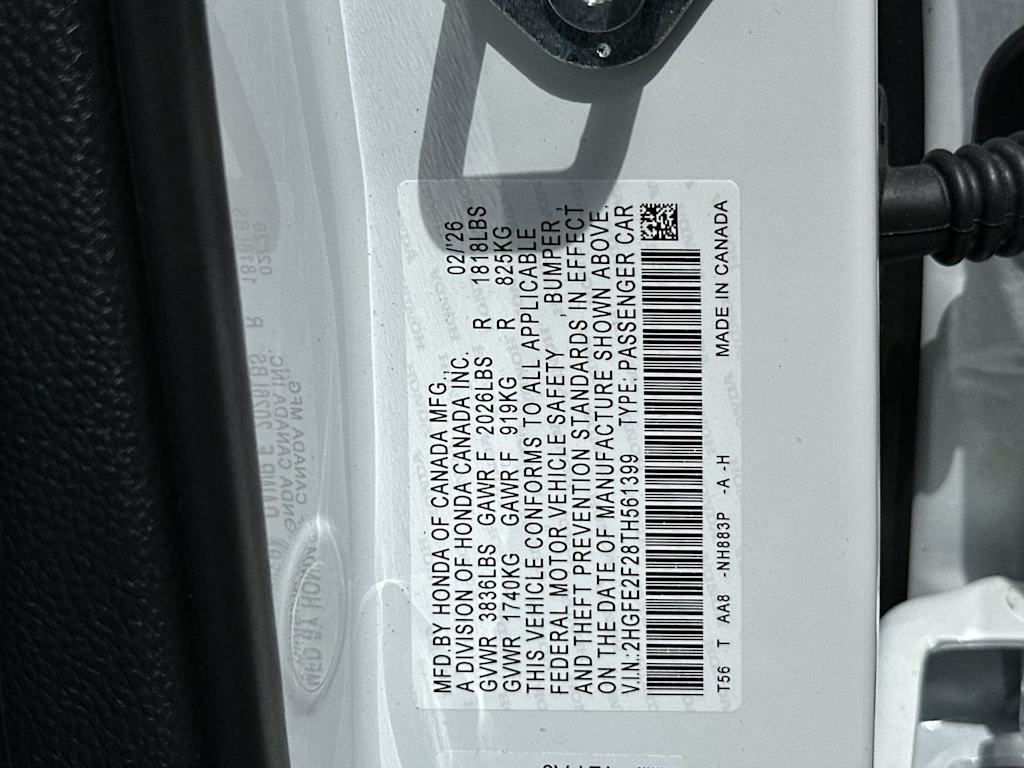 MFD.BY HONDA OF CANADA MFG., 02/'26
A DIVISION OF HONDA CANADA INC.
GVWR 3836LBS GAWR F 2026LBS R 1818LBS
GVWR 1740KG GAWR F 919KG R 825KG
THIS VEHICLE CONFORMS TO ALL APPLICABLE
FEDERAL MOTOR VEHICLE SAFETY, BUMPER,
AND THEFT PREVENTION STANDARDS IN EFFECT
ON THE DATE OF MANUFACTURE SHOWN ABOVE.
V.I.N.:2HGFE2F28TH561399 TYPE: PASSENGER CAR
T56 T AA8 -NH883P -A -H MADE IN CANADA